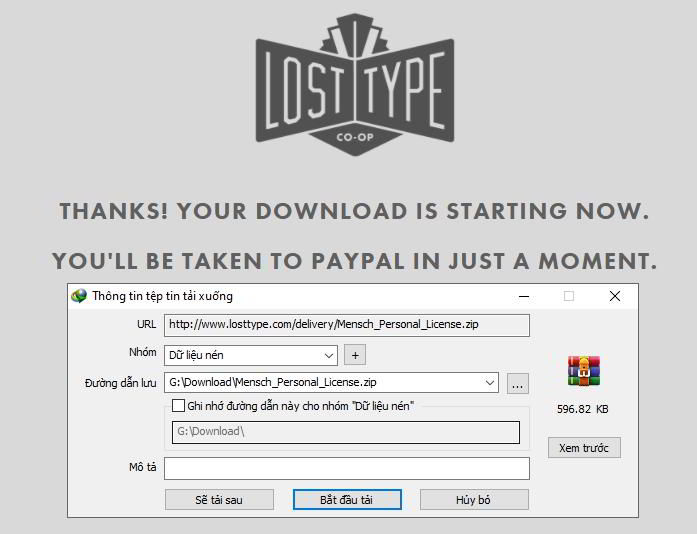 LOST TYPE
CO-OP
THANKS! YOUR DOWNLOAD IS STARTING NOW.
YOU'LL BE TAKEN TO PAYPAL IN JUST A MOMENT.
Thông tin tệp tin tải xuống
URL http://www.losttype.com/delivery/Mensch_Personal_License.zip
Nhóm Dữ liệu nén +
Đường dẫn lưu G:\Download\Mensch_Personal_License.zip ...
Ghi nhớ đường dẫn này cho nhóm "Dữ liệu nén" 596.82 KB
G:\Download\
Xem trước
Mô tả
Sẽ tải sau Bắt đầu tải Hủy bỏ